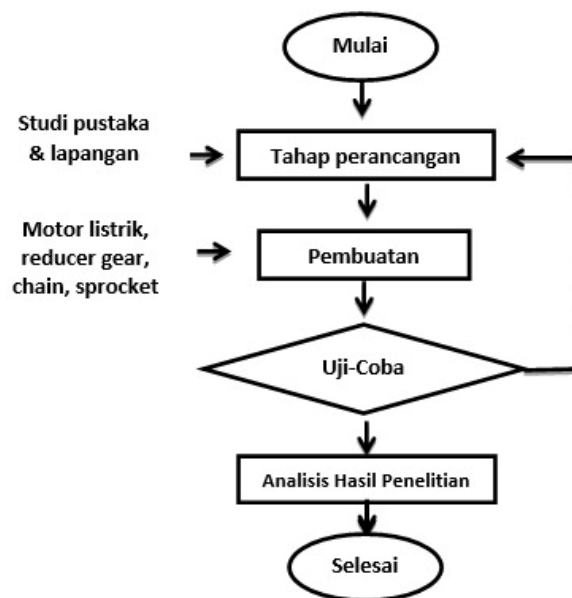 Mulai
Studi pustaka
& lapangan
Tahap perancangan
Motor listrik,
reducer gear,
chain, sprocket
Pembuatan
Uji-Coba
Analisis Hasil Penelitian
Selesai